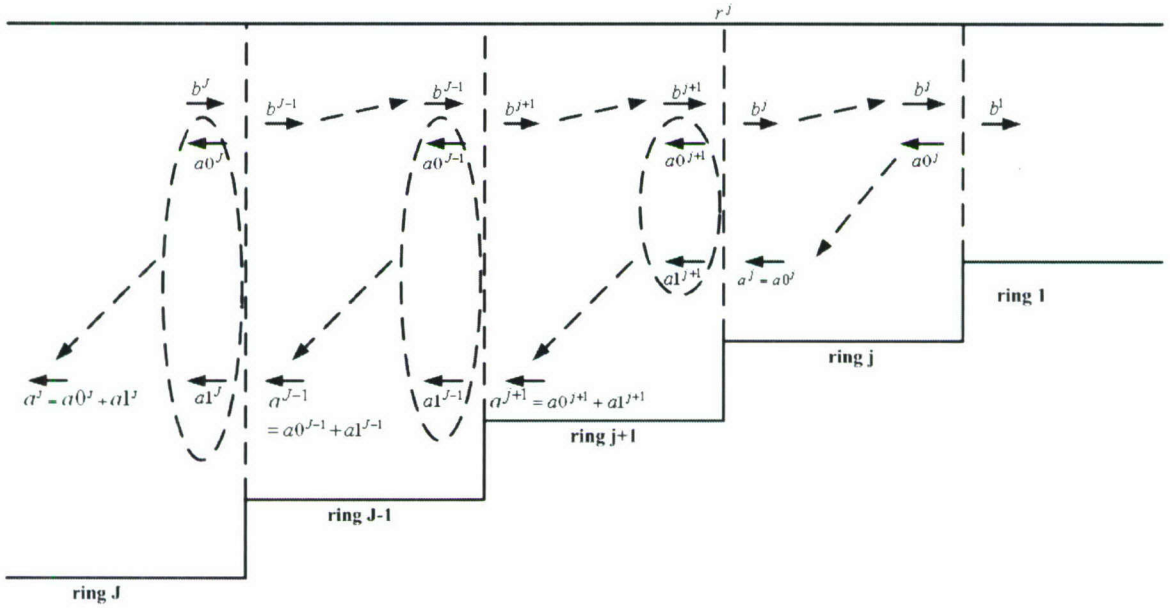 r^j
b^J b^{J-1} b^{J-1} b^{j+1} b^{j+1} b^j b^j b^1
a0^J a0^{J-1} a0^{j+1} a0^j
a1^{j+1} a^j = a0^j
ring 1
ring j
a^J = a0^J + a1^J a1^J a^{J-1} a1^{J-1} a^{j+1} = a0^{j+1} + a1^{j+1}
= a0^{J-1} + a1^{J-1}
ring j+1
ring J-1
ring J